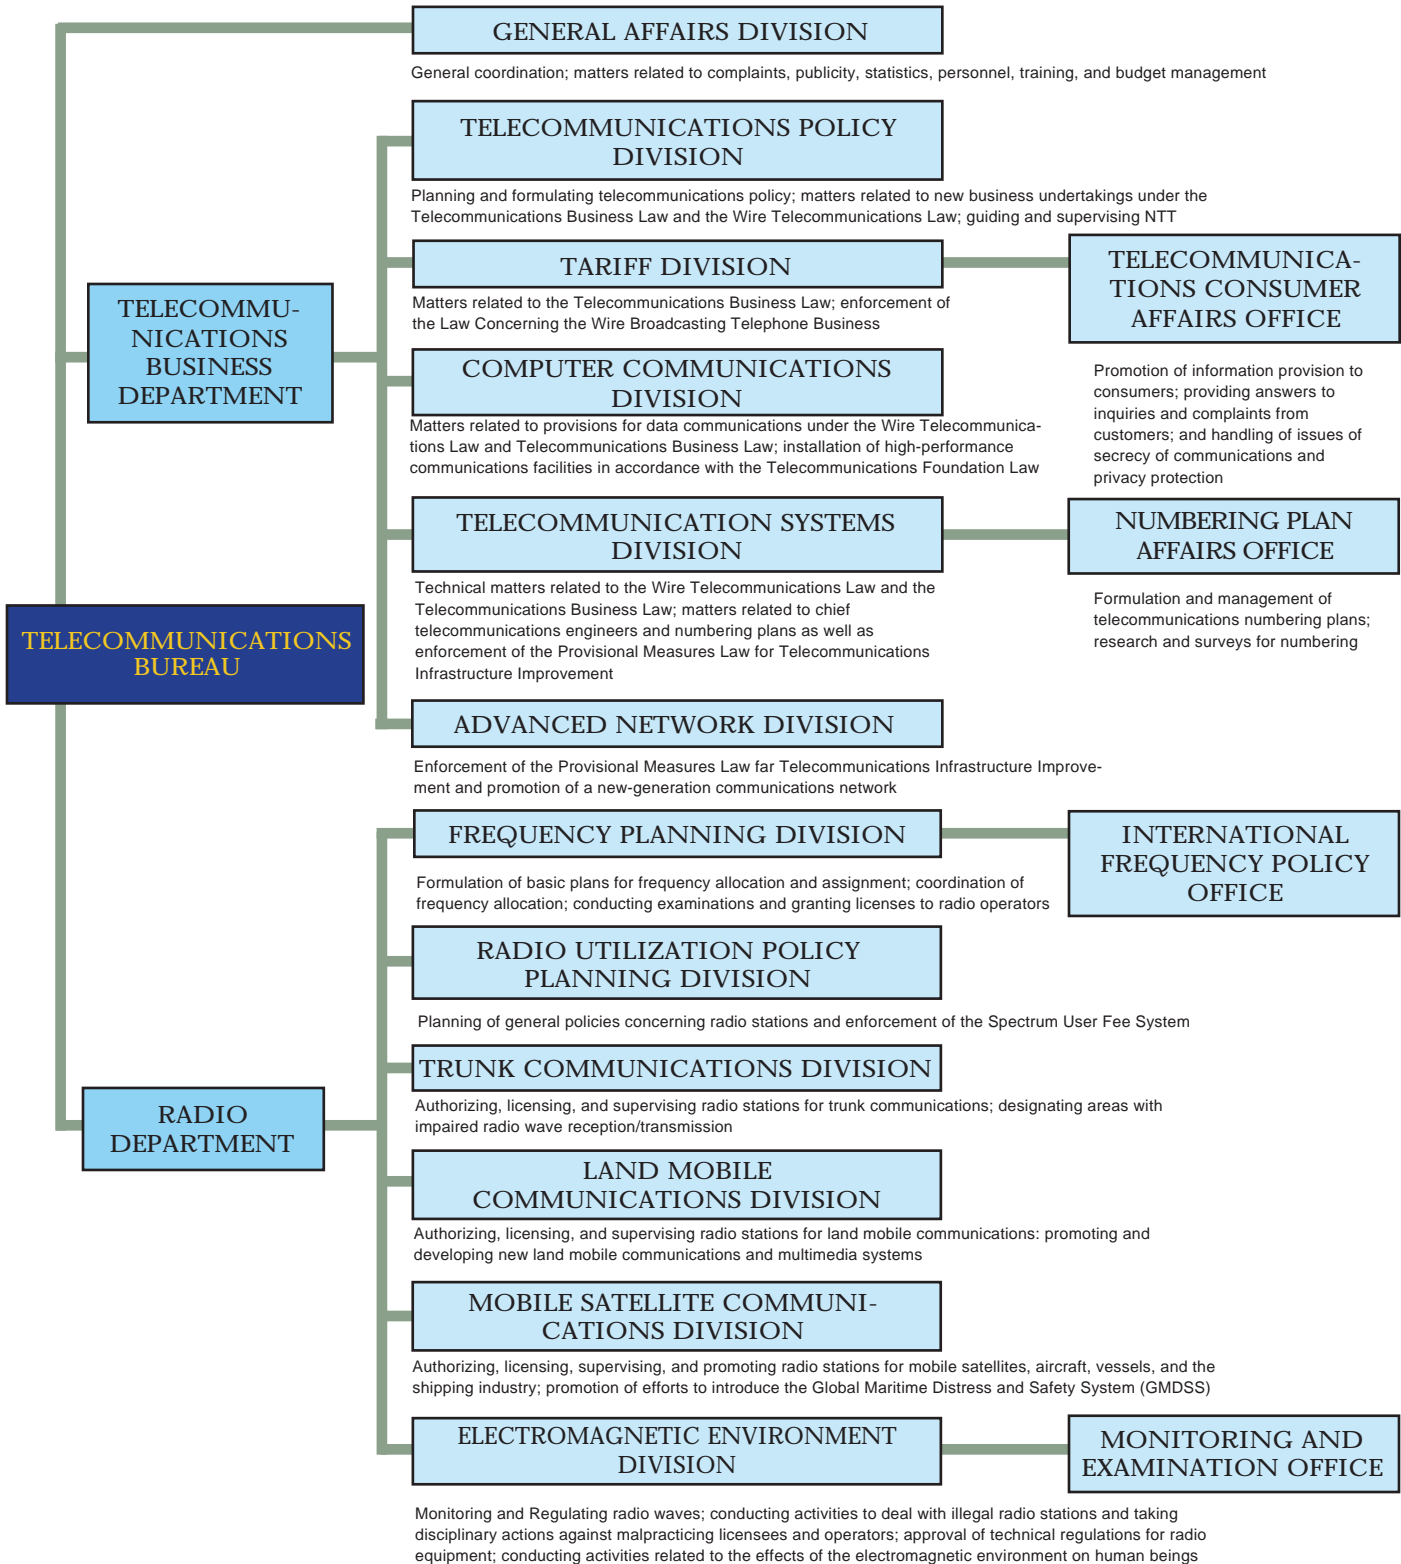 GENERAL AFFAIRS DIVISION
General coordination; matters related to complaints, publicity, statistics, personnel, training, and budget management
TELECOMMUNICATIONS POLICY
DIVISION
Planning and formulating telecommunications policy; matters related to new business undertakings under the
Telecommunications Business Law and the Wire Telecommunications Law; guiding and supervising NTT
TARIFF DIVISION
Matters related to the Telecommunications Business Law; enforcement of
the Law Concerning the Wire Broadcasting Telephone Business
TELECOMMUNICA-
TIONS CONSUMER
AFFAIRS OFFICE
Promotion of information provision to
consumers; providing answers to
inquiries and complaints from
customers; and handling of issues of
secrecy of communications and
privacy protection
TELECOMMU-
NICATIONS
BUSINESS
DEPARTMENT
COMPUTER COMMUNICATIONS
DIVISION
Matters related to provisions for data communications under the Wire Telecommunica-
tions Law and Telecommunications Business Law; installation of high-performance
communications facilities in accordance with the Telecommunications Foundation Law
TELECOMMUNICATION SYSTEMS
DIVISION
Technical matters related to the Wire Telecommunications Law and the
Telecommunications Business Law; matters related to chief
telecommunications engineers and numbering plans as well as
enforcement of the Provisional Measures Law for Telecommunications
Infrastructure Improvement
NUMBERING PLAN
AFFAIRS OFFICE
Formulation and management of
telecommunications numbering plans;
research and surveys for numbering
TELECOMMUNICATIONS
BUREAU
ADVANCED NETWORK DIVISION
Enforcement of the Provisional Measures Law far Telecommunications Infrastructure Improve-
ment and promotion of a new-generation communications network
FREQUENCY PLANNING DIVISION
Formulation of basic plans for frequency allocation and assignment; coordination of
frequency allocation; conducting examinations and granting licenses to radio operators
INTERNATIONAL
FREQUENCY POLICY
OFFICE
RADIO UTILIZATION POLICY
PLANNING DIVISION
Planning of general policies concerning radio stations and enforcement of the Spectrum User Fee System
TRUNK COMMUNICATIONS DIVISION
Authorizing, licensing, and supervising radio stations for trunk communications; designating areas with
impaired radio wave reception/transmission
RADIO
DEPARTMENT
LAND MOBILE
COMMUNICATIONS DIVISION
Authorizing, licensing, and supervising radio stations for land mobile communications: promoting and
developing new land mobile communications and multimedia systems
MOBILE SATELLITE COMMUNI-
CATIONS DIVISION
Authorizing, licensing, supervising, and promoting radio stations for mobile satellites, aircraft, vessels, and the
shipping industry; promotion of efforts to introduce the Global Maritime Distress and Safety System (GMDSS)
ELECTROMAGNETIC ENVIRONMENT
DIVISION
MONITORING AND
EXAMINATION OFFICE
Monitoring and Regulating radio waves; conducting activities to deal with illegal radio stations and taking
disciplinary actions against malpracticing licensees and operators; approval of technical regulations for radio
equipment; conducting activities related to the effects of the electromagnetic environment on human beings